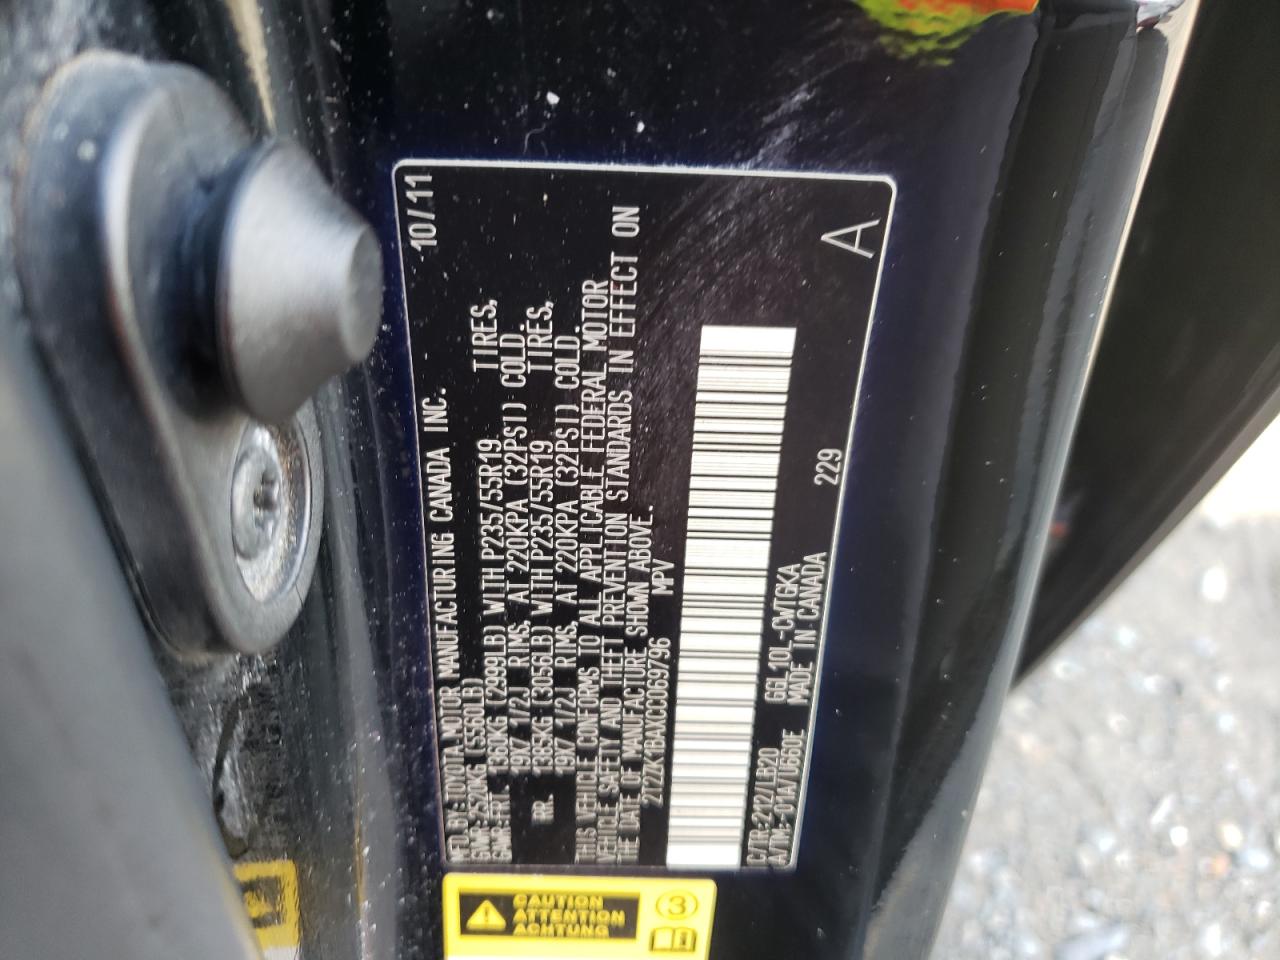 MFD.BY:TOYOTA MOTOR MANUFACTURING CANADA INC. 10/11
GVWR:2520KG (5560LB)
GAWR:FRT. 1360KG (2999LB) WITH P235/55R19 TIRES,
19X7 1/2J RIMS, AT 220KPA (32PSI) COLD.
RR. 1385KG (3056LB) WITH P235/55R19 TIRES,
19X7 1/2J RIMS, AT 220KPA (32PSI) COLD.
THIS VEHICLE CONFORMS TO ALL APPLICABLE FEDERAL MOTOR
VEHICLE SAFETY AND THEFT PREVENTION STANDARDS IN EFFECT ON
THE DATE OF MANUFACTURE SHOWN ABOVE.
2T2ZK1BAXCC069796 MPV
C/TR:212/LB20 GGL10L-CWTGKA 229 A
A/TM:-01A/U660E MADE IN CANADA
CAUTION
ATTENTION
ACHTUNG
3